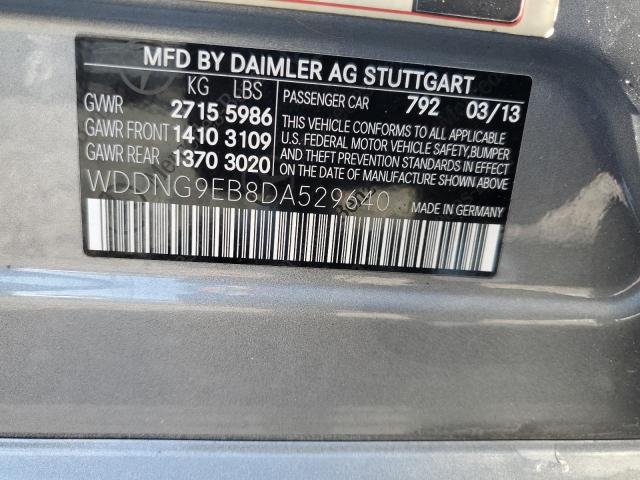 MFD BY DAIMLER AG STUTTGART
KG LBS
GVWR 2715 5986
GAWR FRONT 1410 3109
GAWR REAR 1370 3020
PASSENGER CAR 792 03/13
THIS VEHICLE CONFORMS TO ALL APPLICABLE
U.S. FEDERAL MOTOR VEHICLE SAFETY, BUMPER
AND THEFT PREVENTION STANDARDS IN EFFECT
ON THE DATE OF MANUFACTURE SHOWN ABOVE
WDDNG9EB8DA529640
MADE IN GERMANY